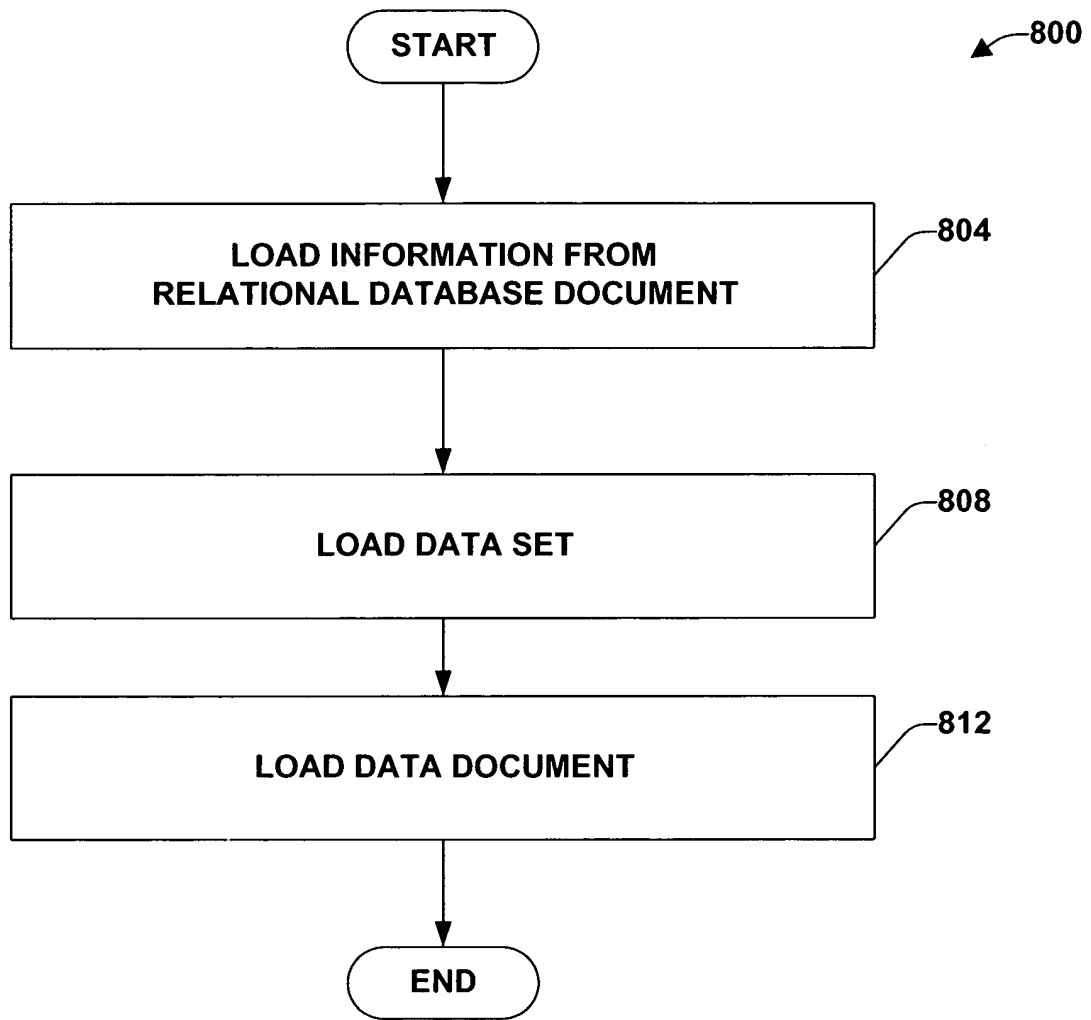 START
800
LOAD INFORMATION FROM
RELATIONAL DATABASE DOCUMENT
804
LOAD DATA SET
808
LOAD DATA DOCUMENT
812
END